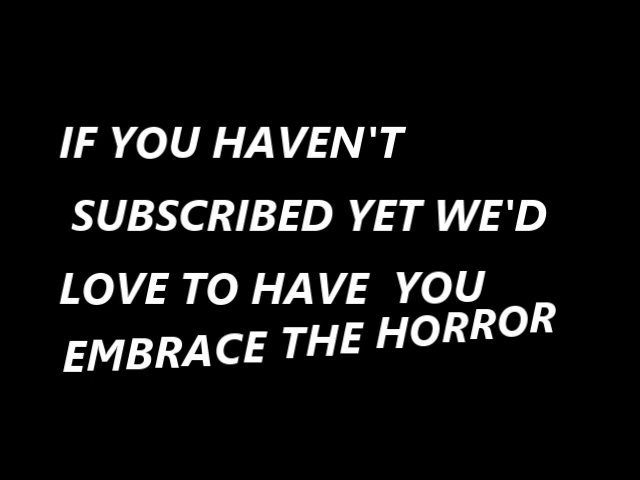 IF YOU HAVEN'T
SUBSCRIBED YET WE'D
LOVE TO HAVE YOU
EMBRACE THE HORROR